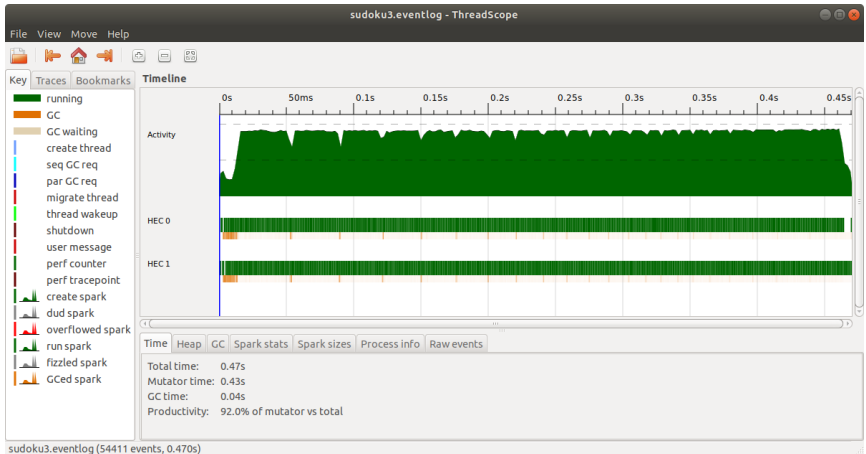 sudoku3.eventlog - ThreadScope
File View Move Help
Key Traces Bookmarks
running
GC
GC waiting
create thread
seq GC req
par GC req
migrate thread
thread wakeup
shutdown
user message
perf counter
perf tracepoint
create spark
dud spark
overflowed spark
run spark
fizzled spark
GCed spark
Timeline
0s 50ms 0.1s 0.15s 0.2s 0.25s 0.3s 0.35s 0.4s 0.45s
Activity
HEC 0
HEC 1
Time Heap GC Spark stats Spark sizes Process info Raw events
Total time: 0.47s
Mutator time: 0.43s
GC time: 0.04s
Productivity: 92.0% of mutator vs total
sudoku3.eventlog (54411 events, 0.470s)